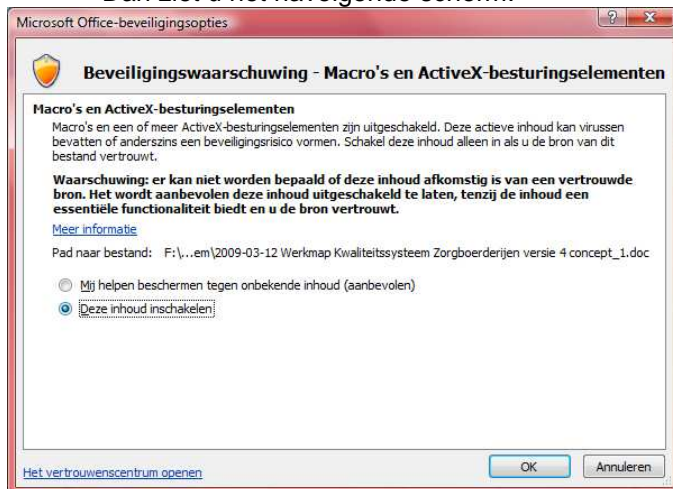 Dan ziet u het navolgende scherm:
Microsoft Office-beveiligingsopties
Beveiligingswaarschuwing - Macro's en ActiveX-besturingselementen
Macro's en ActiveX-besturingselementen
Macro's en een of meer ActiveX-besturingselementen zijn uitgeschakeld. Deze actieve inhoud kan virussen
bevatten of anderszins een beveiligingsrisico vormen. Schakel deze inhoud alleen in als u de bron van dit
bestand vertrouwt.
Waarschuwing: er kan niet worden bepaald of deze inhoud afkomstig is van een vertrouwde
bron. Het wordt aanbevolen deze inhoud uitgeschakeld te laten, tenzij de inhoud een
essentiële functionaliteit biedt en u de bron vertrouwt.
Meer informatie
Pad naar bestand: F:\...em\2009-03-12 Werkmap Kwaliteitssysteem Zorgboerderijen versie 4 concept_1.doc
Mij helpen beschermen tegen onbekende inhoud (aanbevolen)
Deze inhoud inschakelen
Het vertrouwenscentrum openen
OK
Annuleren